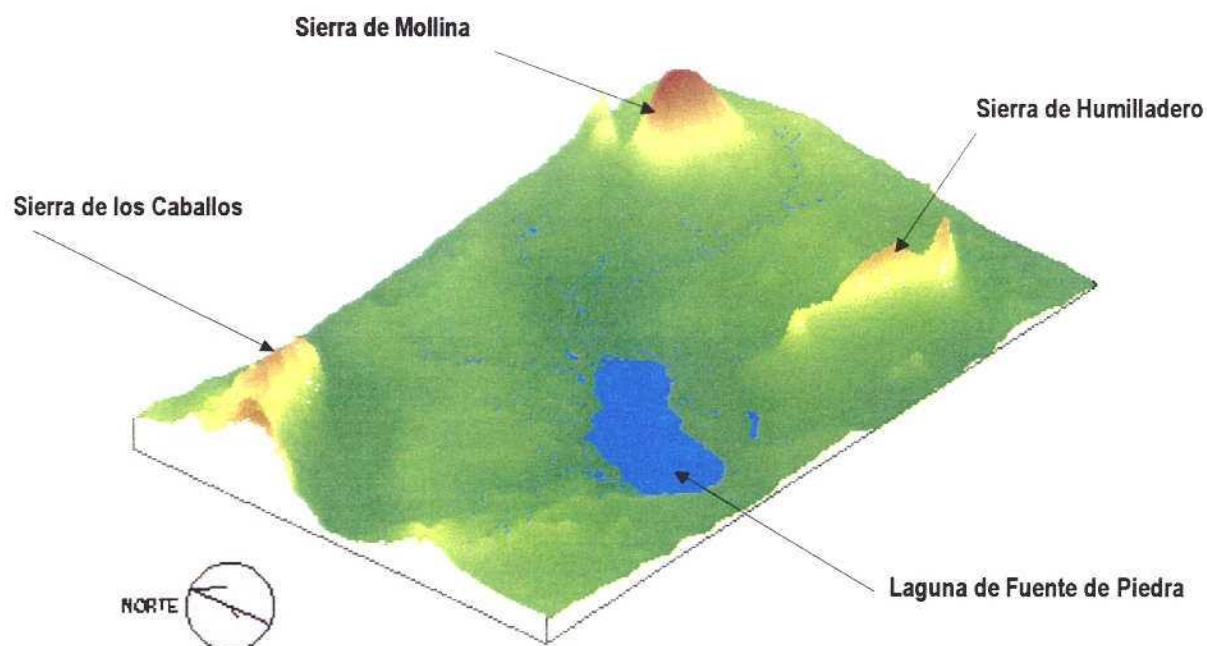 Sierra de Mollina
Sierra de Humilladero
Sierra de los Caballos
Laguna de Fuente de Piedra
NORTE